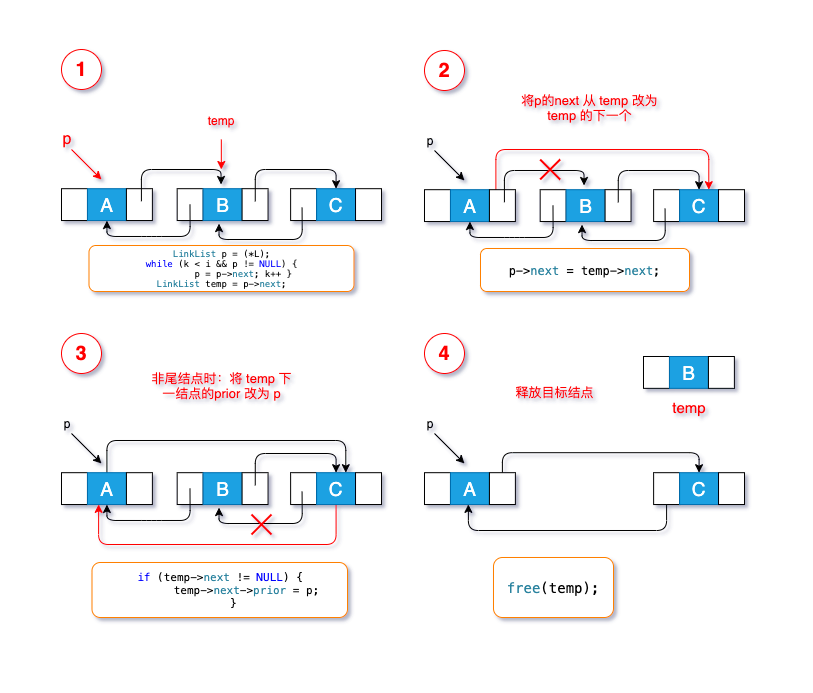 1
temp
p
A
B
C
LinkList p = (*L);
while (k < i && p != NULL) {
p = p->next; k++ }
LinkList temp = p->next;
2
将p的next 从 temp 改为
temp 的下一个
p
A
B
C
p->next = temp->next;
3
非尾结点时：将 temp 下
一结点的prior 改为 p
p
A
B
C
if (temp->next != NULL) {
temp->next->prior = p;
}
4
B
释放目标结点
temp
p
A
C
free(temp);